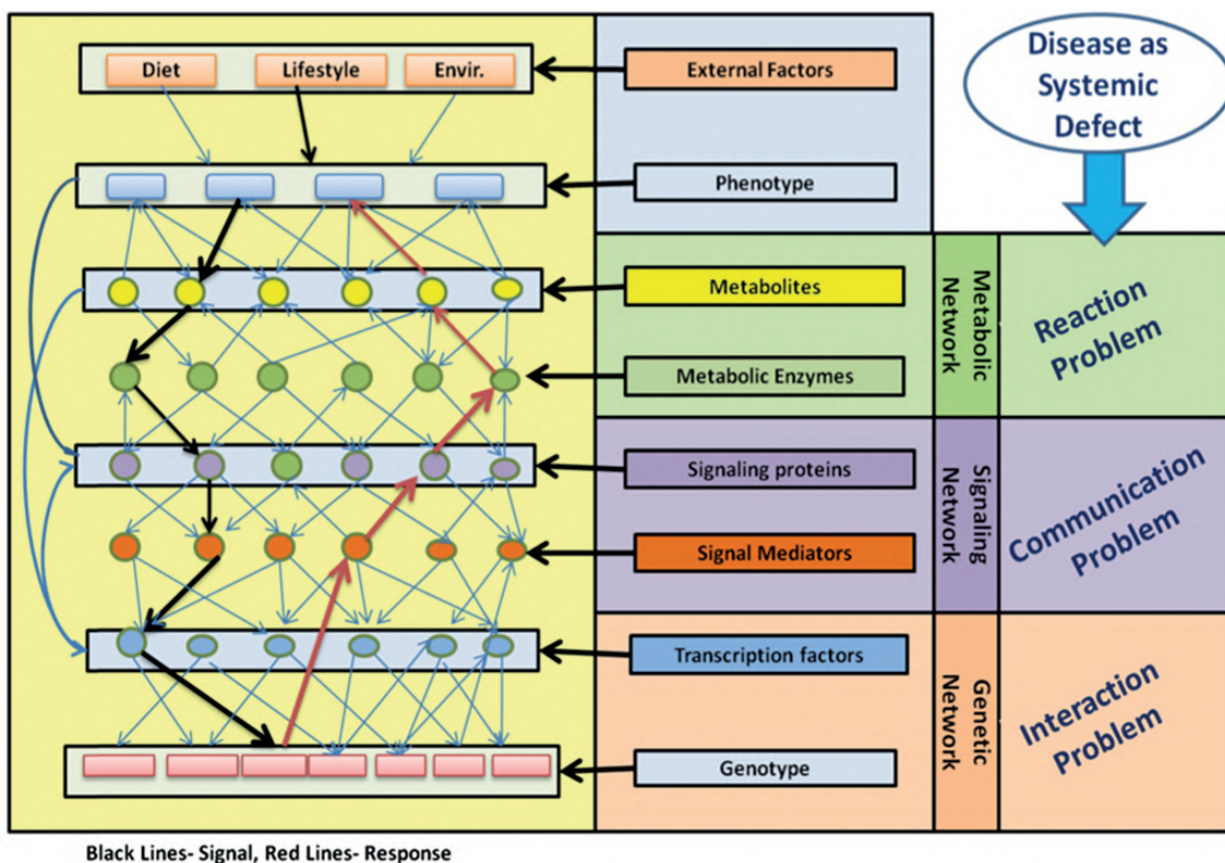 Diet
Lifestyle
Envir.
External Factors
Disease as
Systemic
Defect
Phenotype
Metabolites
Metabolic Enzymes
Metabolic
Network
Reaction
Problem
Signaling proteins
Signal Mediators
Signaling
Network
Communication
Problem
Transcription factors
Genotype
Genetic
Network
Interaction
Problem
Black Lines- Signal, Red Lines- Response